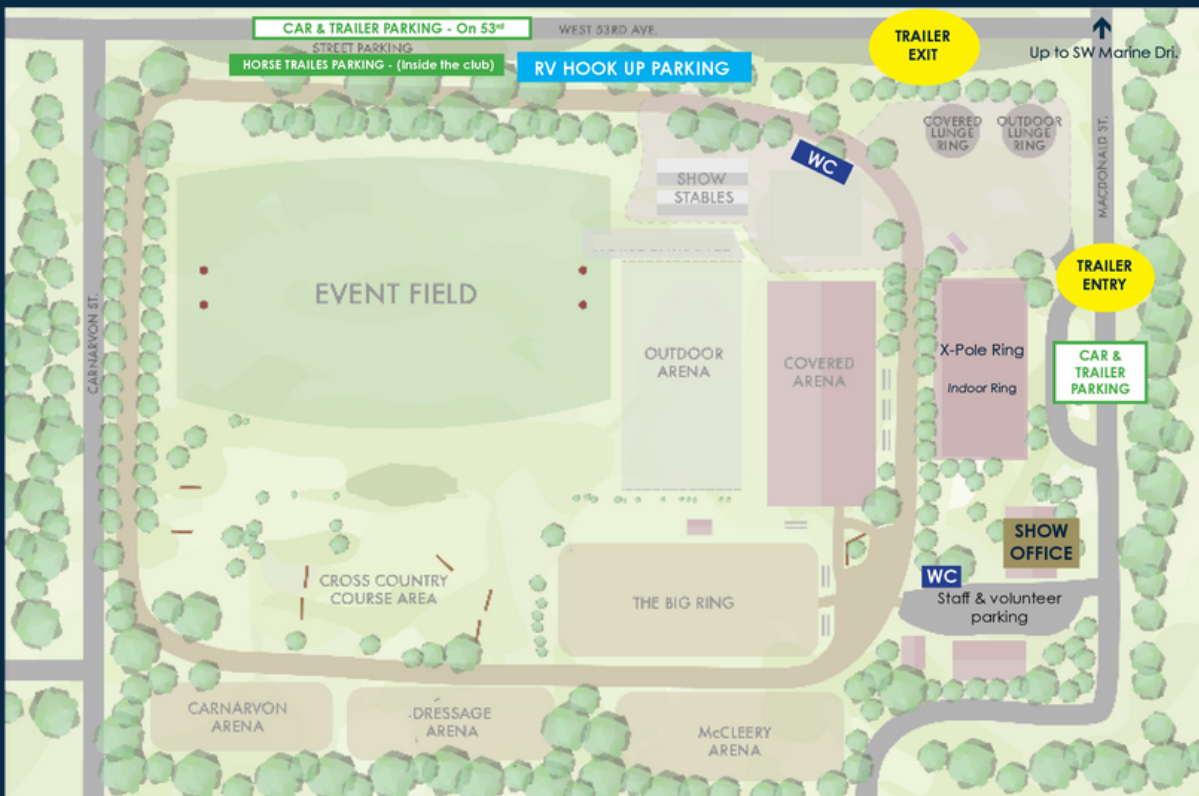 CAR & TRAILER PARKING - On 53rd
WEST 53RD AVE.
STREET PARKING
HORSE TRAILES PARKING - (Inside the club)
RV HOOK UP PARKING
TRAILER
EXIT
Up to SW Marine Dri.
COVERED
LUNGE
RING
OUTDOOR
LUNGE
RING
MACDONALD ST.
WC
SHOW
STABLES
TRAILER
ENTRY
EVENT FIELD
CARNARVON ST.
OUTDOOR
ARENA
COVERED
ARENA
X-Pole Ring
Indoor Ring
CAR &
TRAILER
PARKING
SHOW
OFFICE
WC
Staff & volunteer
parking
CROSS COUNTRY
COURSE AREA
THE BIG RING
CARNARVON
ARENA
DRESSAGE
ARENA
McCLEERY
ARENA